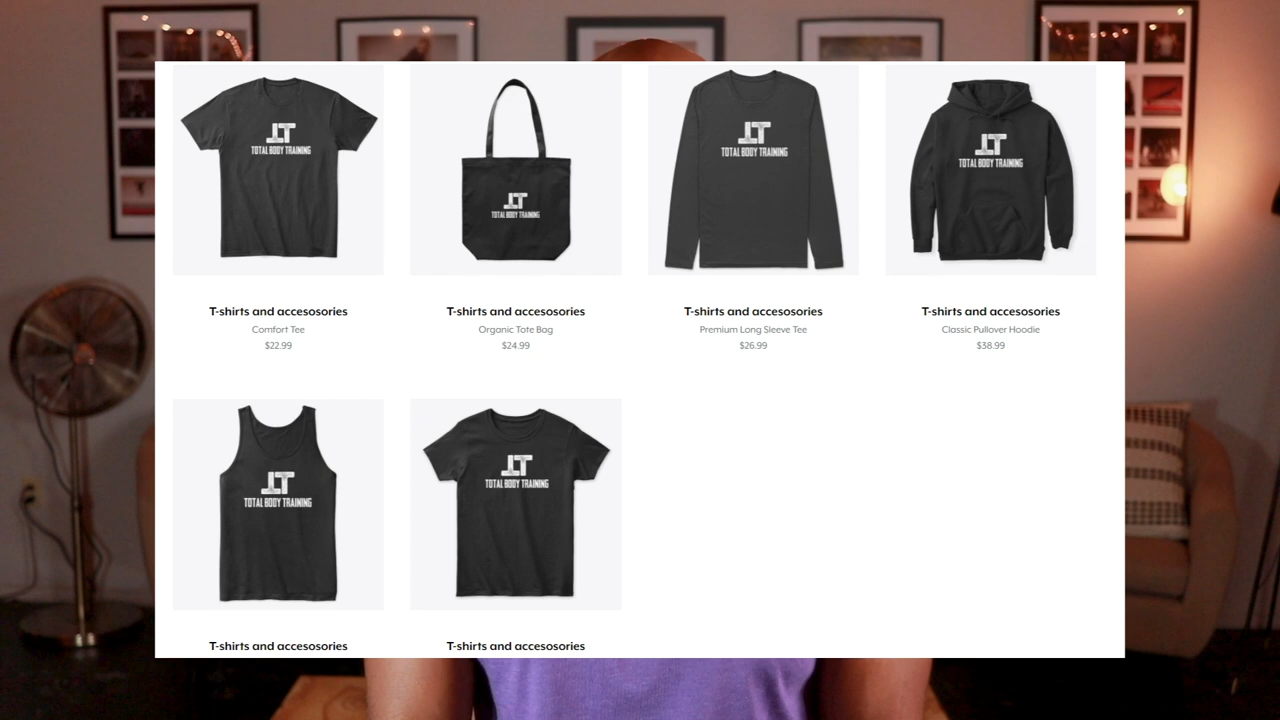 TOTAL BODY TRAINING
TOTAL BODY TRAINING
TOTAL BODY TRAINING
TOTAL BODY TRAINING
T-shirts and accesosories
T-shirts and accesosories
T-shirts and accesosories
T-shirts and accesosories
Comfort Tee
Organic Tote Bag
Premium Long Sleeve Tee
Classic Pullover Hoodie
$22.99
$24.99
$26.99
$38.99
TOTAL BODY TRAINING
TOTAL BODY TRAINING
T-shirts and accesosories
T-shirts and accesosories